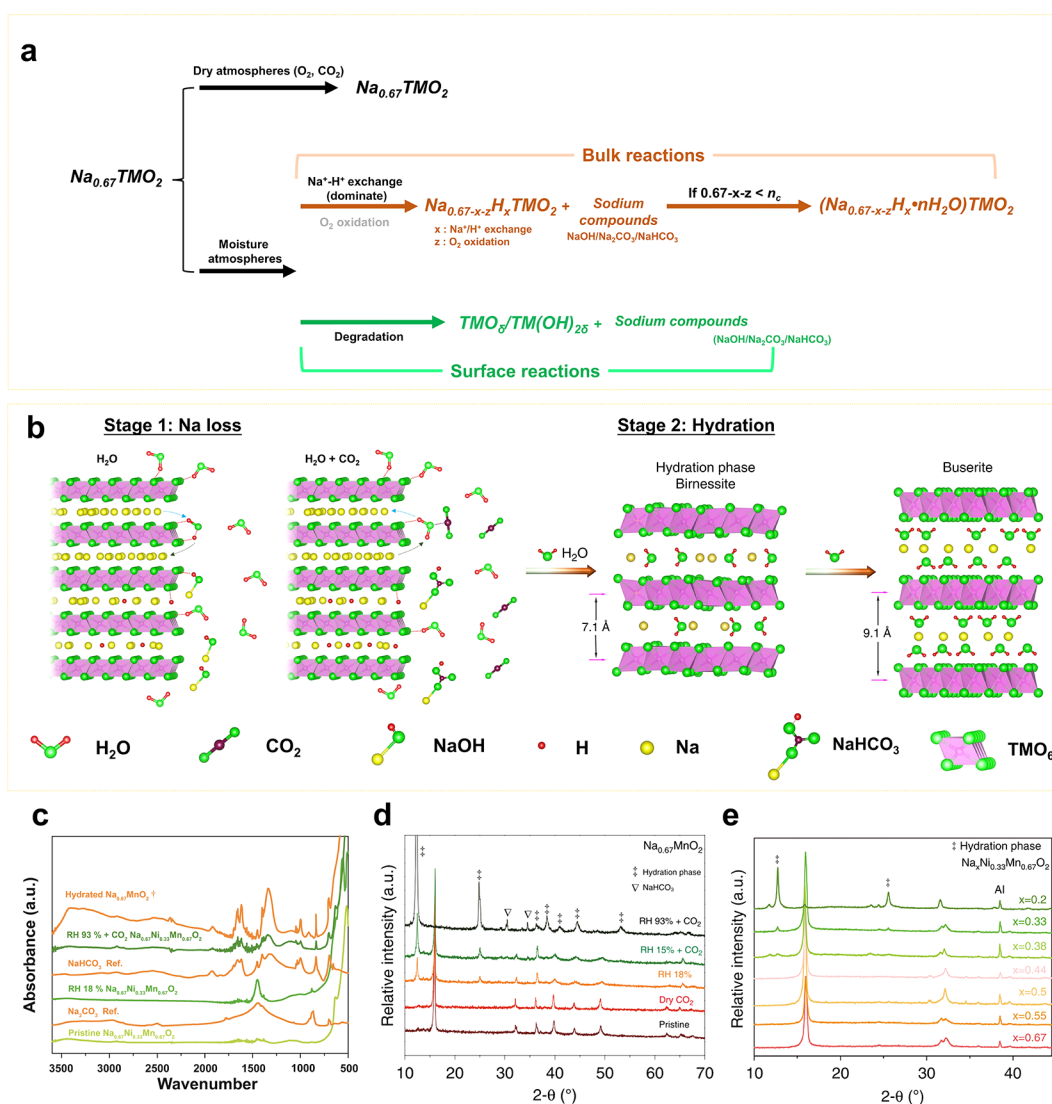 a
Dry atmospheres (O₂, CO₂)
Na₀.₆₇TMO₂
Na₀.₆₇TMO₂
Bulk reactions
Na⁺-H⁺ exchange
(dominate)
O₂ oxidation
Na₀.₆₇₋ₓ₋zHₓTMO₂ + Sodium compounds
NaOH/Na₂CO₃/NaHCO₃
x : Na⁺/H⁺ exchange
z : O₂ oxidation
If 0.67-x-z < n꜀
(Na₀.₆₇₋ₓ₋zHₓ•nH₂O)TMO₂
Moisture
atmospheres
Degradation
TMOδ/TM(OH)₂δ + Sodium compounds
(NaOH/Na₂CO₃/NaHCO₃)
Surface reactions
b
Stage 1: Na loss
H₂O
H₂O + CO₂
Stage 2: Hydration
Hydration phase
Birnessite
Buserite
H₂O
7.1 Å
9.1 Å
H₂O
CO₂
NaOH
H
Na
NaHCO₃
TMO₆
c
Absorbance (a.u.)
Hydrated Na₀.₆₇MnO₂ †
RH 93 % + CO₂ Na₀.₆₇Ni₀.₃₃Mn₀.₆₇O₂
NaHCO₃ Ref.
RH 18 % Na₀.₆₇Ni₀.₃₃Mn₀.₆₇O₂
Na₂CO₃ Ref.
Pristine Na₀.₆₇Ni₀.₃₃Mn₀.₆₇O₂
3500 3000 2500 2000 1500 1000 500
Wavenumber
d
Relative intensity (a.u.)
Na₀.₆₇MnO₂
‡ Hydration phase
▽ NaHCO₃
RH 93% + CO₂
RH 15% + CO₂
RH 18%
Dry CO₂
Pristine
10 20 30 40 50 60 70
2-θ (°)
e
Relative intensity (a.u.)
‡ Hydration phase
NaₓNi₀.₃₃Mn₀.₆₇O₂
Al
x=0.2
x=0.33
x=0.38
x=0.44
x=0.5
x=0.55
x=0.67
10 20 30 40
2-θ (°)